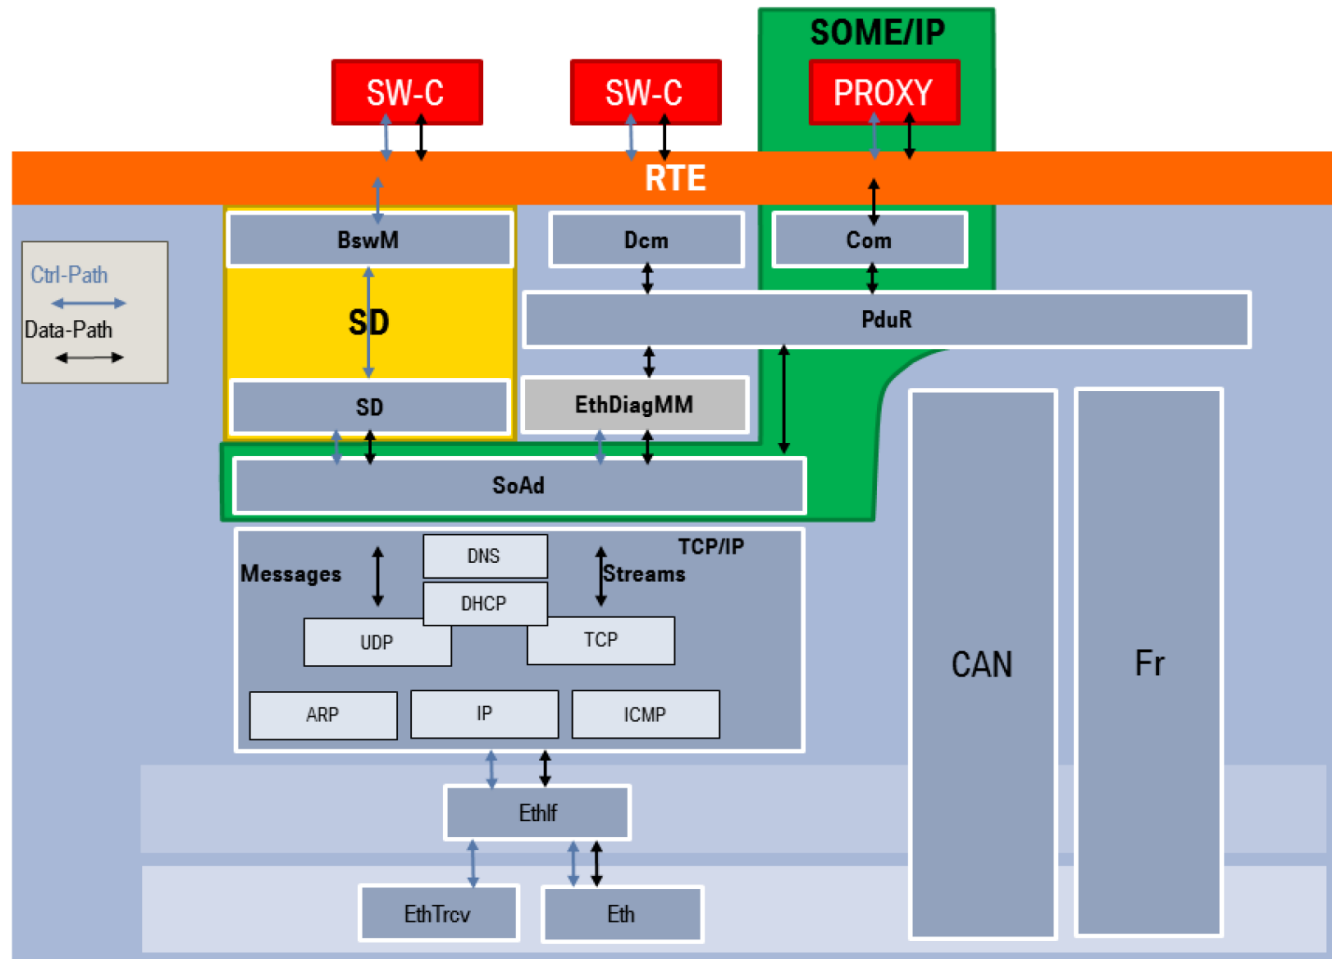 SOME/IP
SW-C
SW-C
PROXY
RTE
BswM
Dcm
Com
Ctrl-Path
Data-Path
SD
PduR
SD
EthDiagMM
SoAd
TCP/IP
DNS
Messages
Streams
DHCP
UDP
TCP
CAN
Fr
ARP
IP
ICMP
EthIf
EthTrcv
Eth